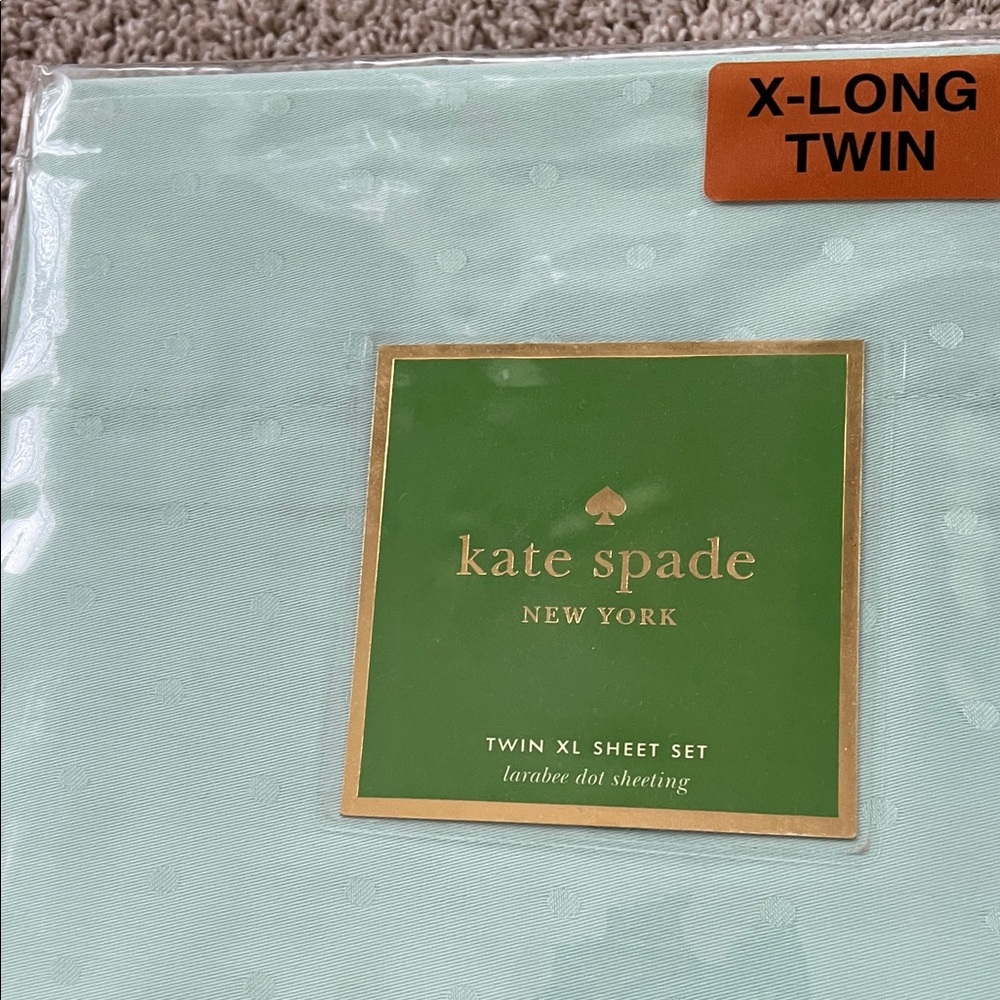 X-LONG
TWIN
kate spade
NEW YORK
TWIN XL SHEET SET
larabee dot sheeting